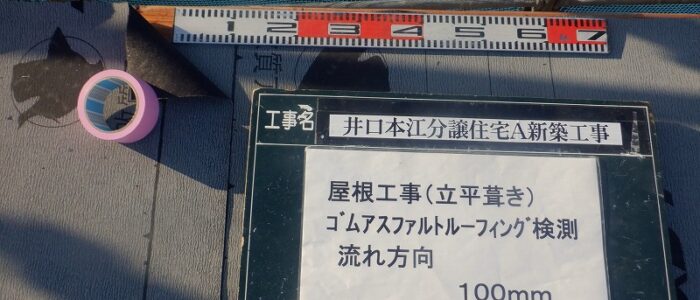 1 2 3 4 5 6 7
質
工事名
井口本江分譲住宅A新築工事
屋根工事(立平葺き)
ゴムアスファルトルーフィング検測
流れ方向
100mm